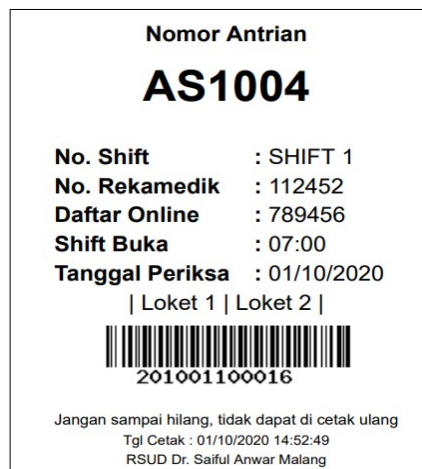 Nomor Antrian
AS1004
No. Shift : SHIFT 1
No. Rekamedik : 112452
Daftar Online : 789456
Shift Buka : 07:00
Tanggal Periksa : 01/10/2020
| Loket 1 | Loket 2 |
201001100016
Jangan sampai hilang, tidak dapat di cetak ulang
Tgl Cetak : 01/10/2020 14:52:49
RSUD Dr. Saiful Anwar Malang